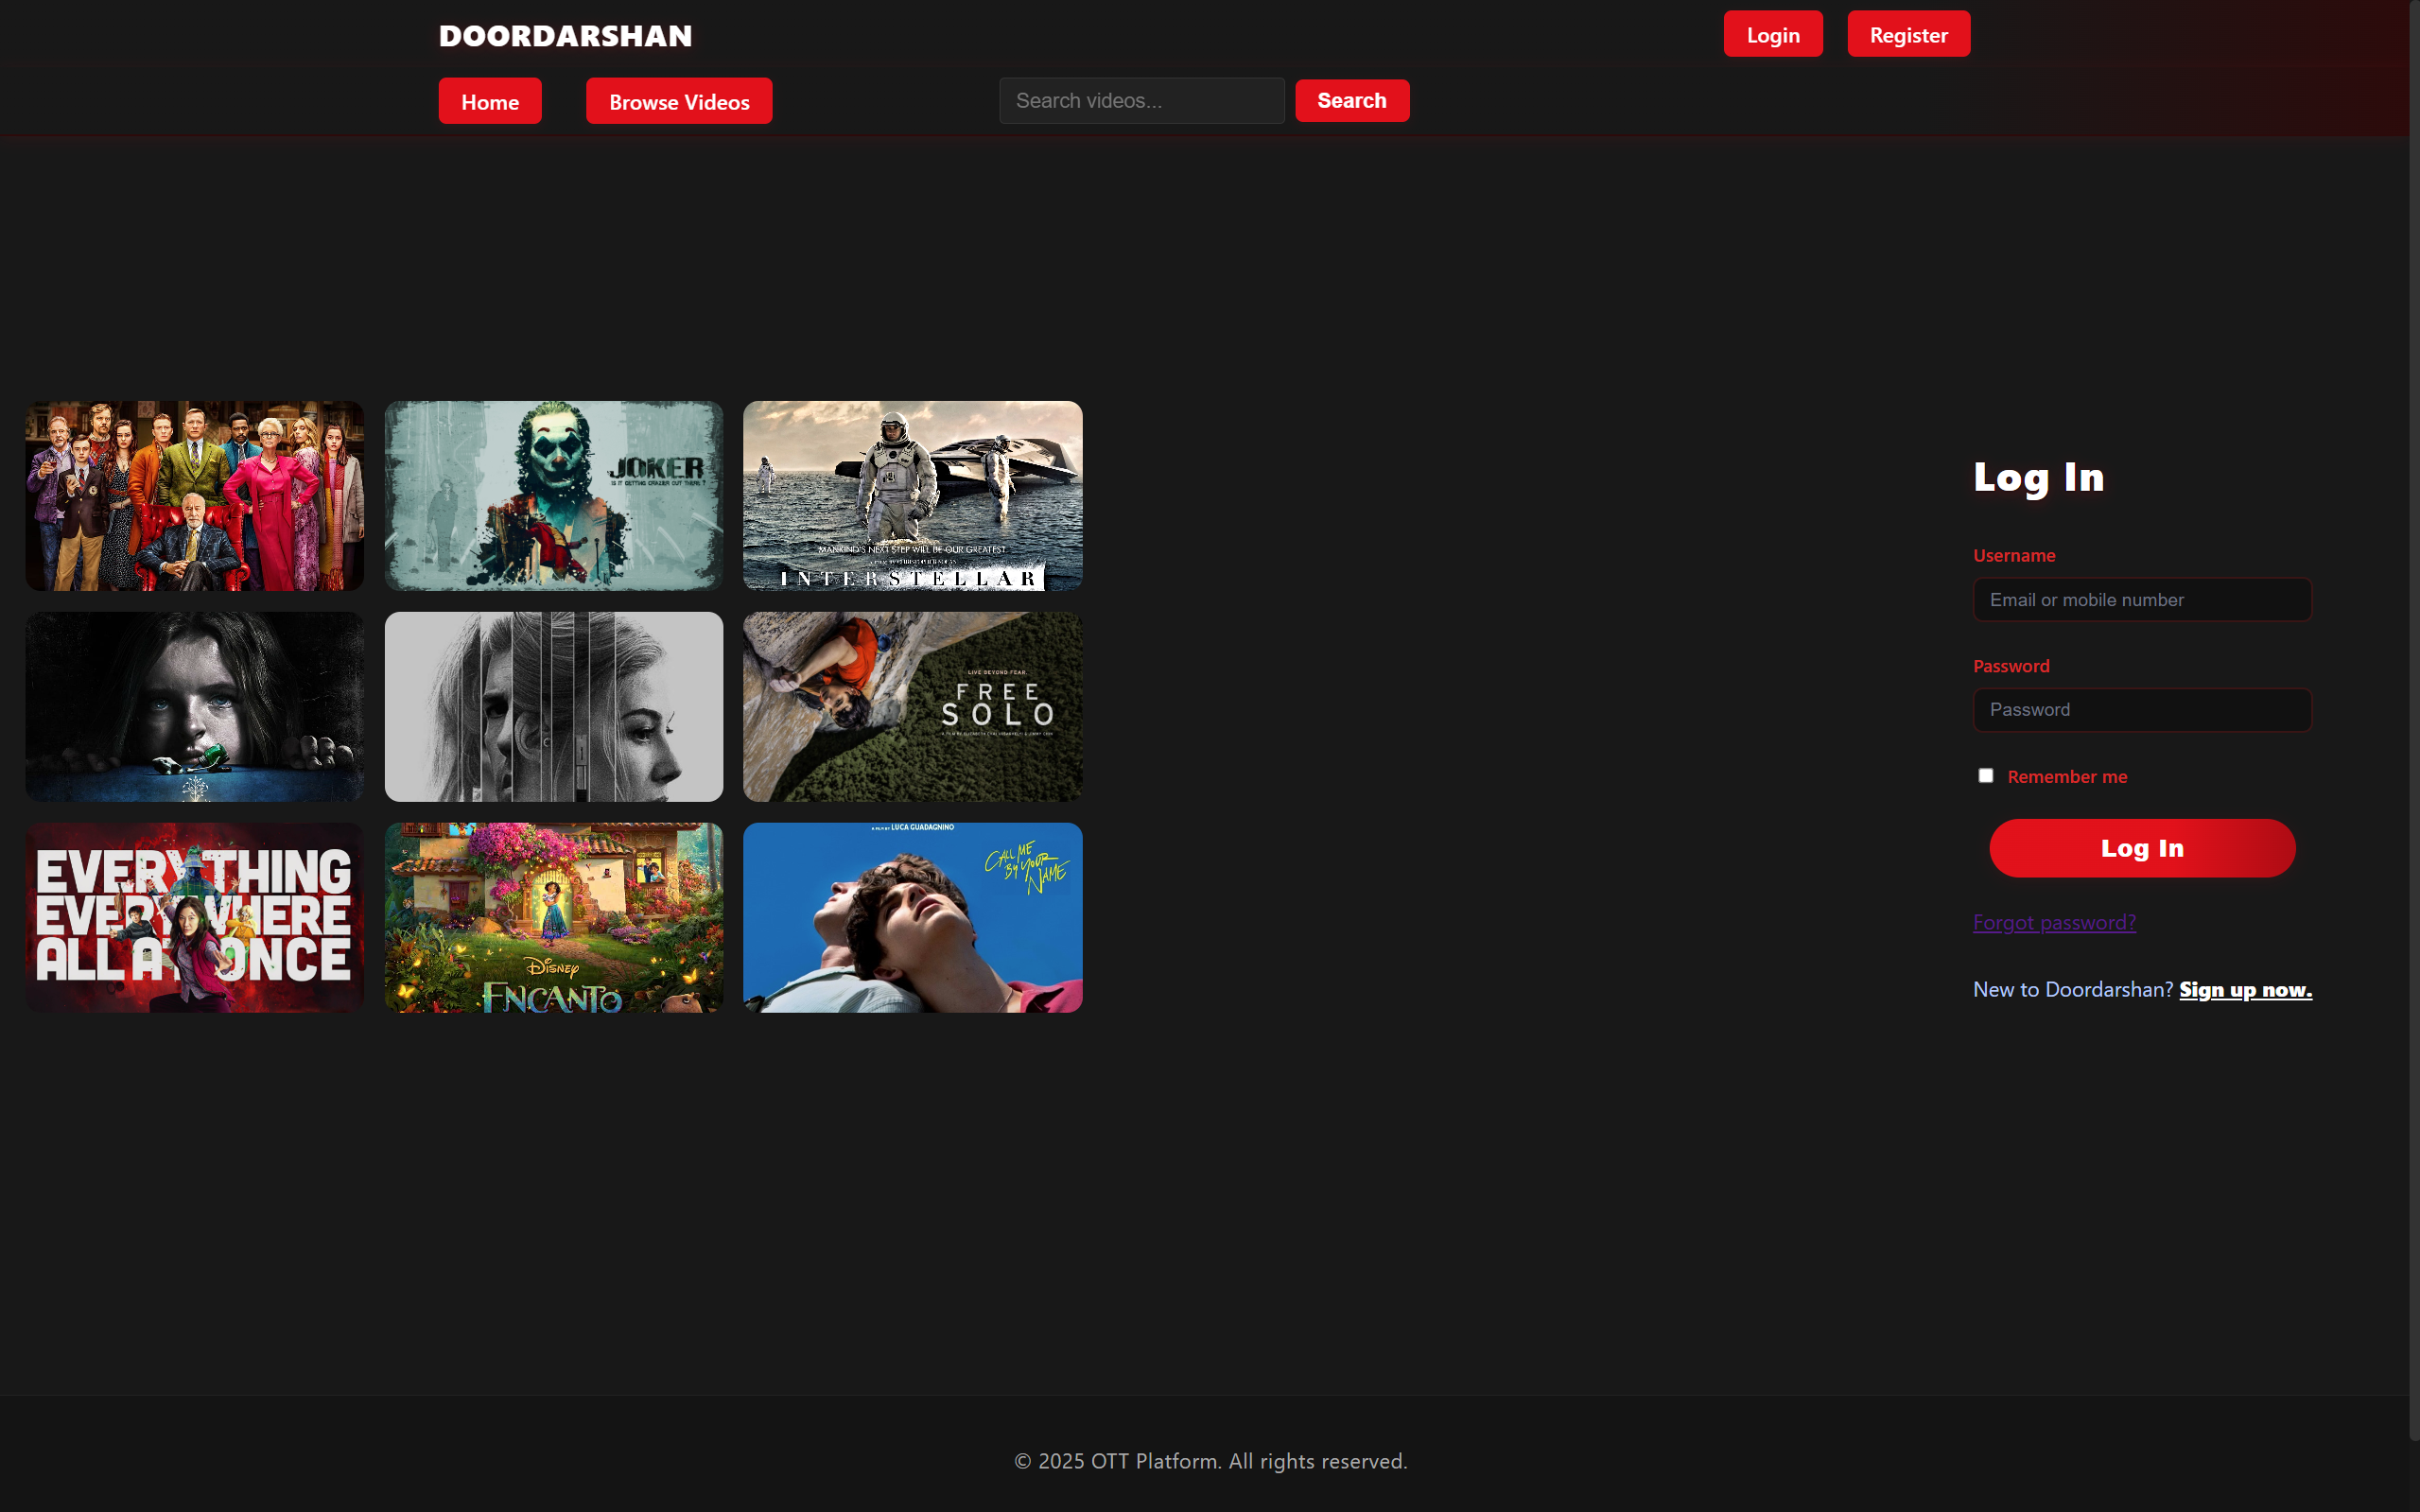 DOORDARSHAN
Login
Register
Home
Browse Videos
Search videos...
Search
JOKER
IS IT GETTING CRAZIER OUT THERE ?
MANKIND'S NEXT STEP WILL BE OUR GREATEST
INTERSTELLAR
LIVE BEYOND FEAR.
FREE
SOLO
EVERYTHING
EVERYWHERE
ALL AT ONCE
DISNEY
ENCANTO
A FILM BY LUCA GUADAGNINO
CALL ME
BY YOUR
NAME
Log In
Username
Email or mobile number
Password
Password
Remember me
Log In
Forgot password?
New to Doordarshan? Sign up now.
© 2025 OTT Platform. All rights reserved.